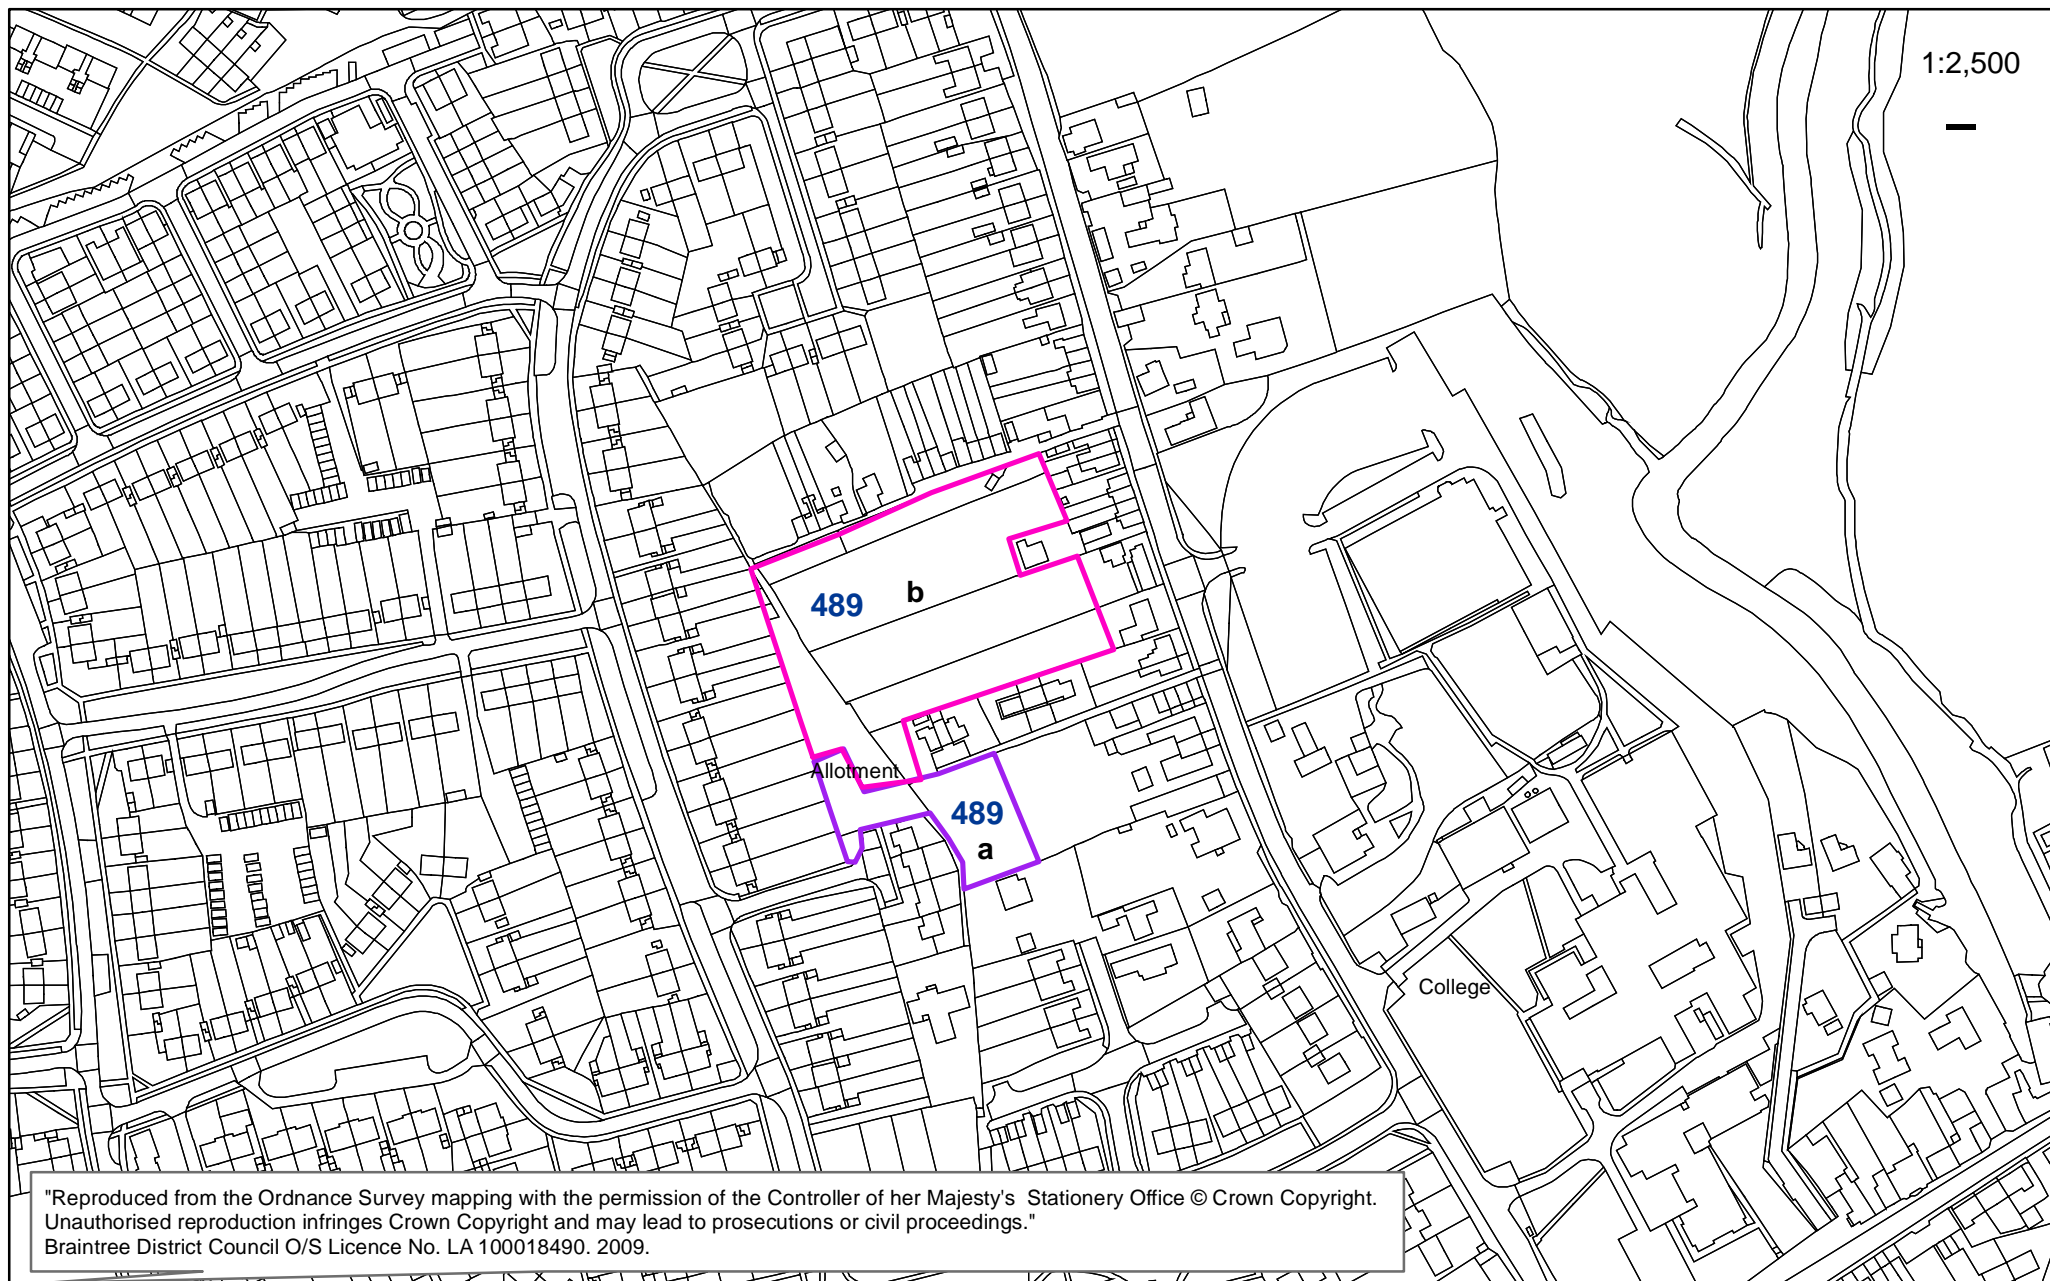 1:2,500
489 b
Allotment
489
a
College
"Reproduced from the Ordnance Survey mapping with the permission of the Controller of her Majesty's Stationery Office © Crown Copyright.
Unauthorised reproduction infringes Crown Copyright and may lead to prosecutions or civil proceedings."
Braintree District Council O/S Licence No. LA 100018490. 2009.